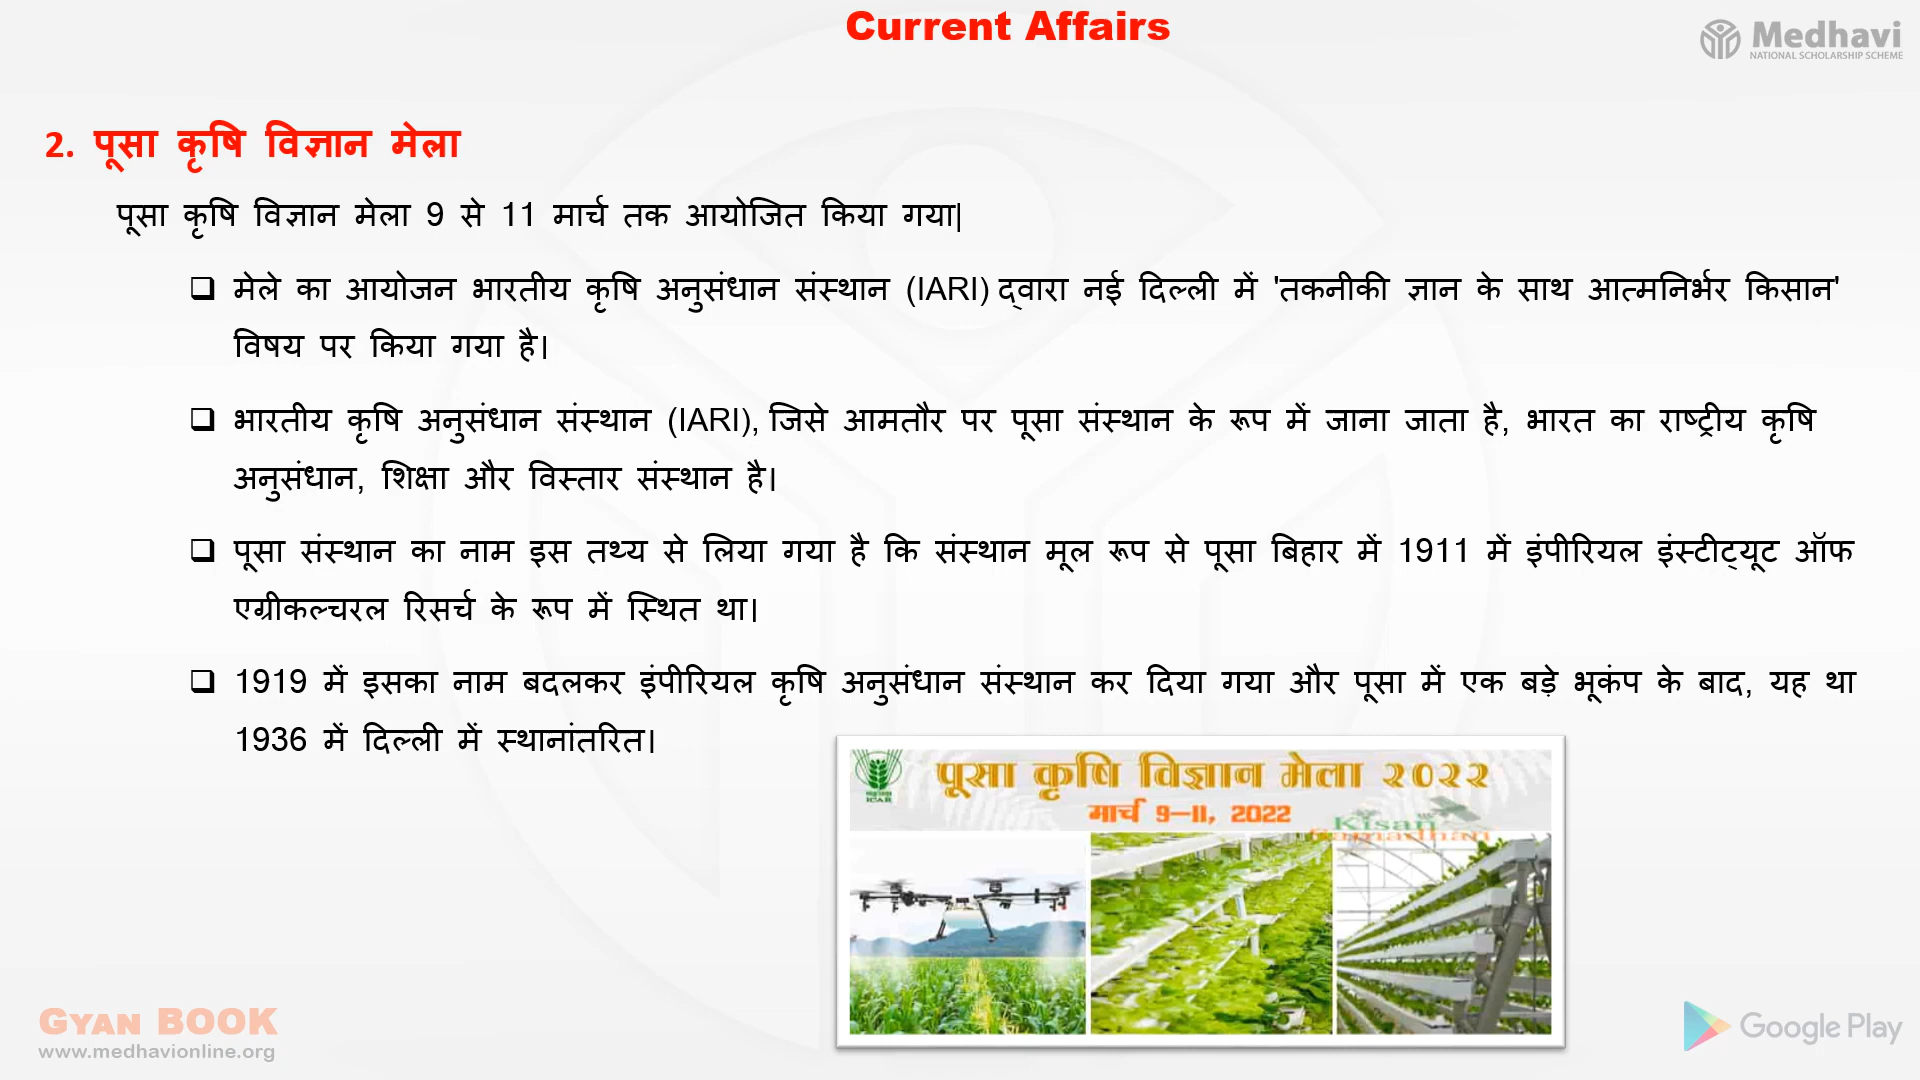 Current Affairs
Medhavi
NATIONAL SCHOLARSHIP SCHEME
2. पूसा कृषि विज्ञान मेला
पूसा कृषि विज्ञान मेला 9 से 11 मार्च तक आयोजित किया गया|
❑ मेले का आयोजन भारतीय कृषि अनुसंधान संस्थान (IARI) द्वारा नई दिल्ली में 'तकनीकी ज्ञान के साथ आत्मनिर्भर किसान'
विषय पर किया गया है।
❑ भारतीय कृषि अनुसंधान संस्थान (IARI), जिसे आमतौर पर पूसा संस्थान के रूप में जाना जाता है, भारत का राष्ट्रीय कृषि
अनुसंधान, शिक्षा और विस्तार संस्थान है।
❑ पूसा संस्थान का नाम इस तथ्य से लिया गया है कि संस्थान मूल रूप से पूसा बिहार में 1911 में इंपीरियल इंस्टीट्यूट ऑफ
एग्रीकल्चरल रिसर्च के रूप में स्थित था।
❑ 1919 में इसका नाम बदलकर इंपीरियल कृषि अनुसंधान संस्थान कर दिया गया और पूसा में एक बड़े भूकंप के बाद, यह था
1936 में दिल्ली में स्थानांतरित।
पूसा कृषि विज्ञान मेला २०२२
ICAR
मार्च 9-11, 2022
Kisan
Samadhan
GYAN BOOK
www.medhavionline.org
Google Play